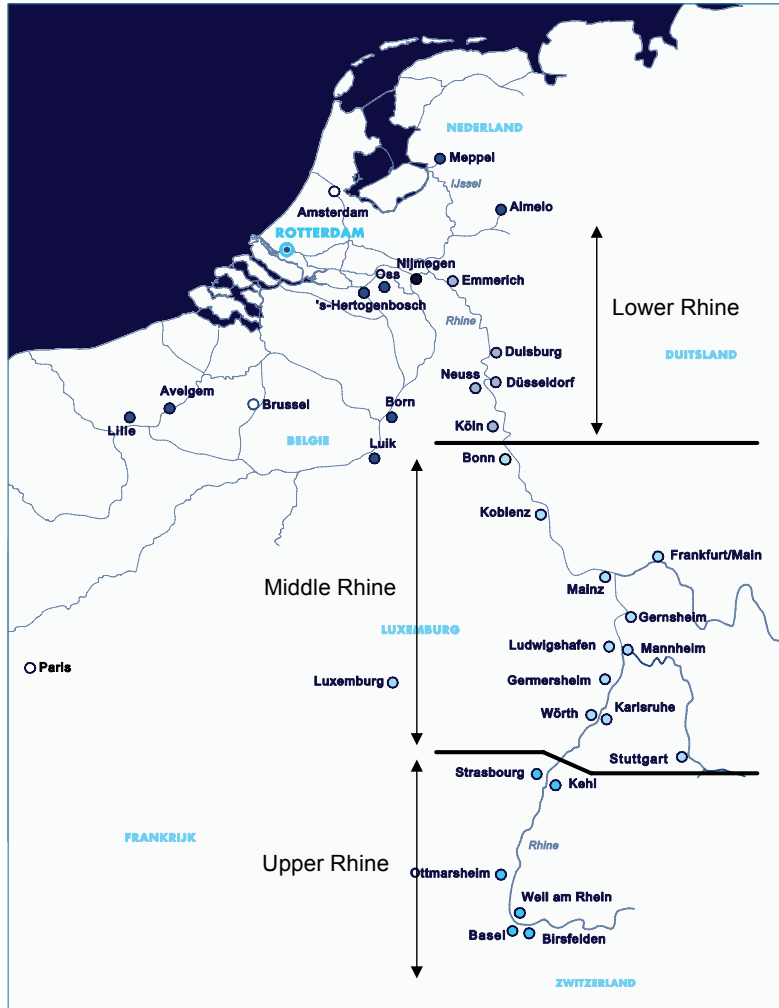 NEDERLAND
Meppel
IJssel
Almelo
Amsterdam
ROTTERDAM
Nijmegen
Oss
Emmerich
's-Hertogenbosch
Lower Rhine
Rhine
DUITSLAND
Duisburg
Neuss
Düsseldorf
Avelgem
Born
Brussel
Lille
Köln
BELGIE
Luik
Bonn
Koblenz
Frankfurt/Main
Mainz
Middle Rhine
Gernsheim
LUXEMBURG
Ludwigshafen
Mannheim
Paris
Luxemburg
Germersheim
Karlsruhe
Wörth
Stuttgart
Strasbourg
Kehl
FRANKRIJK
Rhine
Upper Rhine
Ottmarsheim
Weil am Rhein
Basel
Birsfelden
ZWITZERLAND